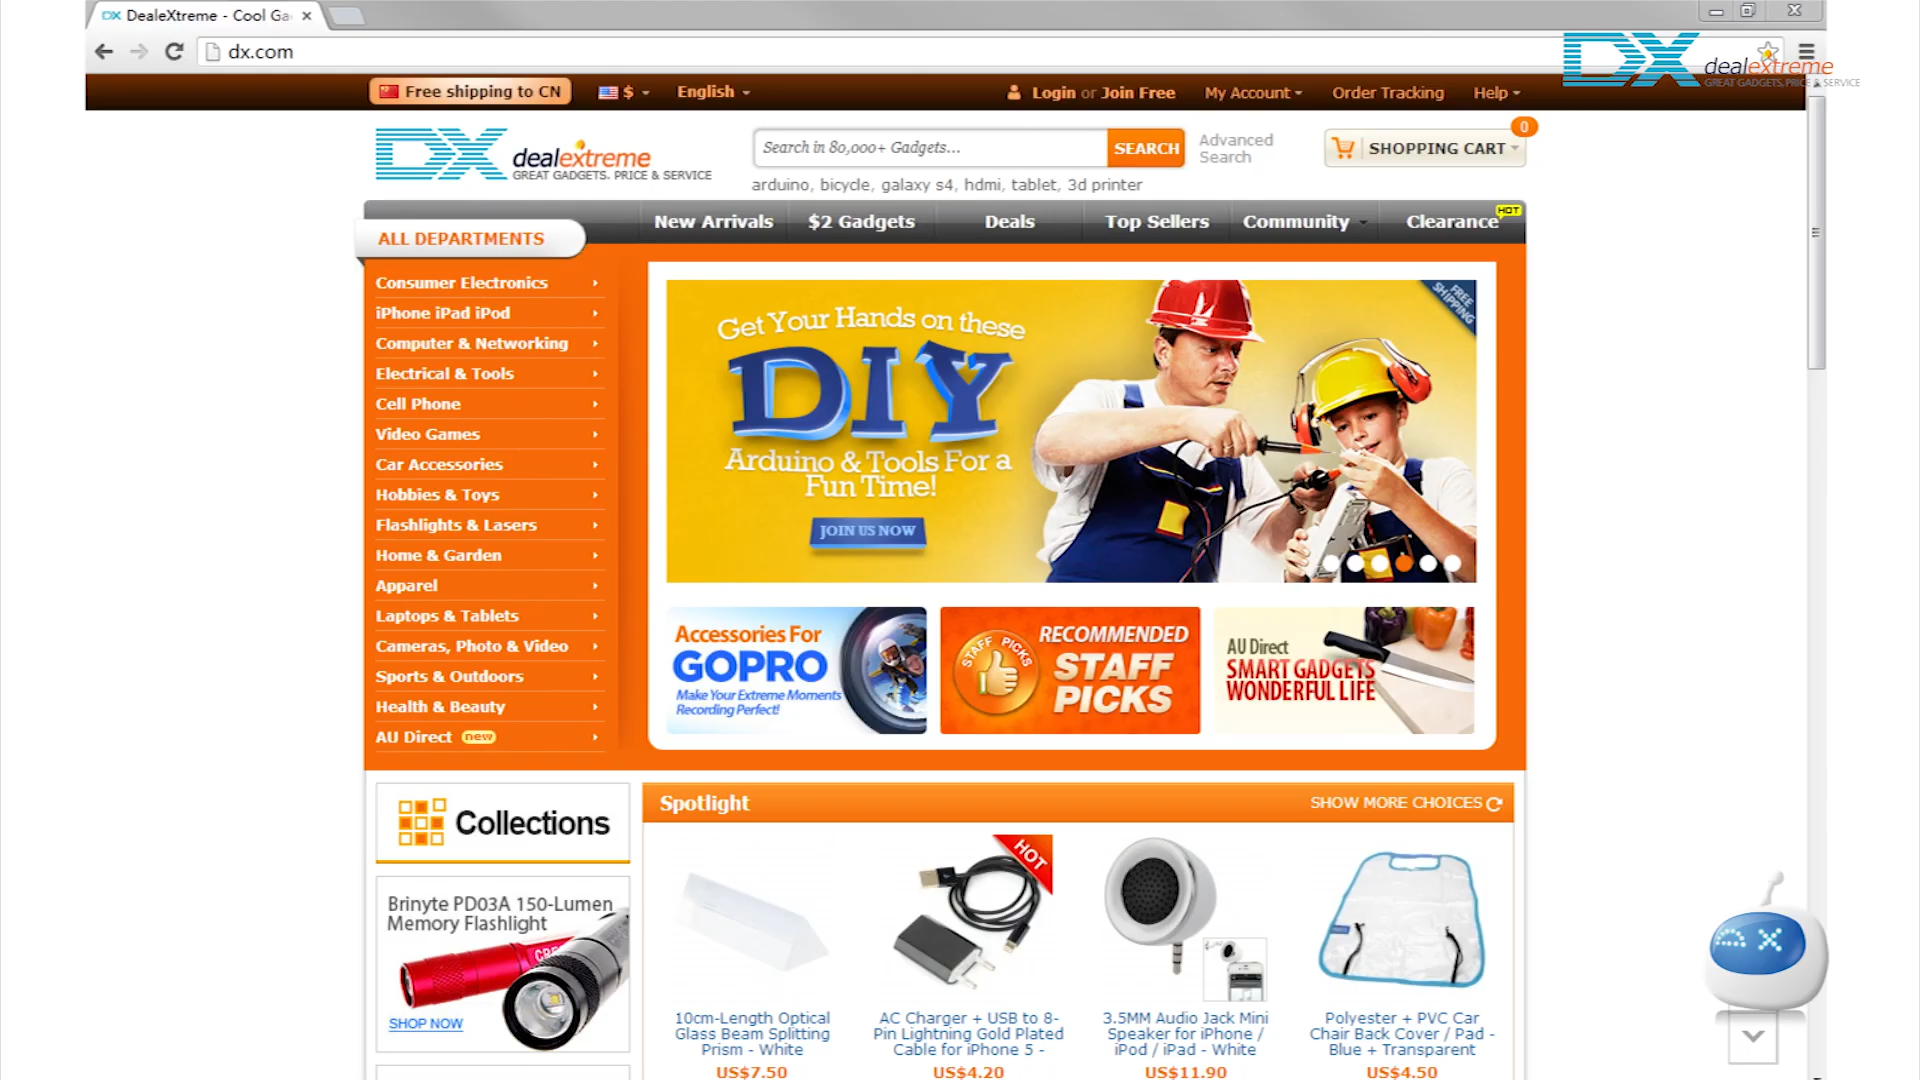 DX DealeXtreme - Cool Ga
dx.com
DX dealextreme
GREAT GADGETS, PRICE & SERVICE
Free shipping to CN
$
English
Login or Join Free
My Account
Order Tracking
Help
DX dealextreme
GREAT GADGETS. PRICE & SERVICE
Search in 80,000+ Gadgets...
SEARCH
Advanced
Search
SHOPPING CART
0
arduino, bicycle, galaxy s4, hdmi, tablet, 3d printer
New Arrivals
$2 Gadgets
Deals
Top Sellers
Community
Clearance
HOT
ALL DEPARTMENTS
Consumer Electronics
iPhone iPad iPod
Computer & Networking
Electrical & Tools
Cell Phone
Video Games
Car Accessories
Hobbies & Toys
Flashlights & Lasers
Home & Garden
Apparel
Laptops & Tablets
Cameras, Photo & Video
Sports & Outdoors
Health & Beauty
AU Direct new
Get Your Hands on these
DIY
Arduino & Tools For a
Fun Time!
JOIN US NOW
FREE
SHIPPING
Accessories For
GOPRO
Make Your Extreme Moments
Recording Perfect!
STAFF PICKS
RECOMMENDED
STAFF
PICKS
AU Direct
SMART GADGETS
WONDERFUL LIFE
Collections
Brinyte PD03A 150-Lumen
Memory Flashlight
SHOP NOW
Spotlight
SHOW MORE CHOICES
HOT
10cm-Length Optical
Glass Beam Splitting
Prism - White
US$7.50
AC Charger + USB to 8-
Pin Lightning Gold Plated
Cable for iPhone 5 -
US$4.20
3.5MM Audio Jack Mini
Speaker for iPhone /
iPod / iPad - White
US$11.90
Polyester + PVC Car
Chair Back Cover / Pad -
Blue + Transparent
US$4.50